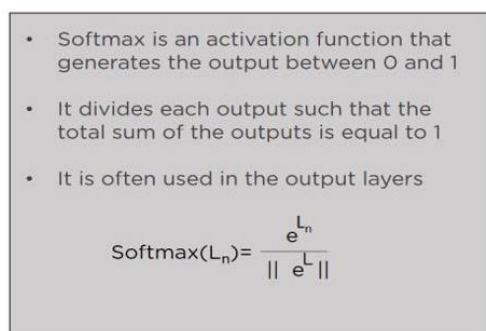 • Softmax is an activation function that
generates the output between 0 and 1
• It divides each output such that the
total sum of the outputs is equal to 1
• It is often used in the output layers
Softmax(Lₙ)= e^Lₙ / || e^L ||